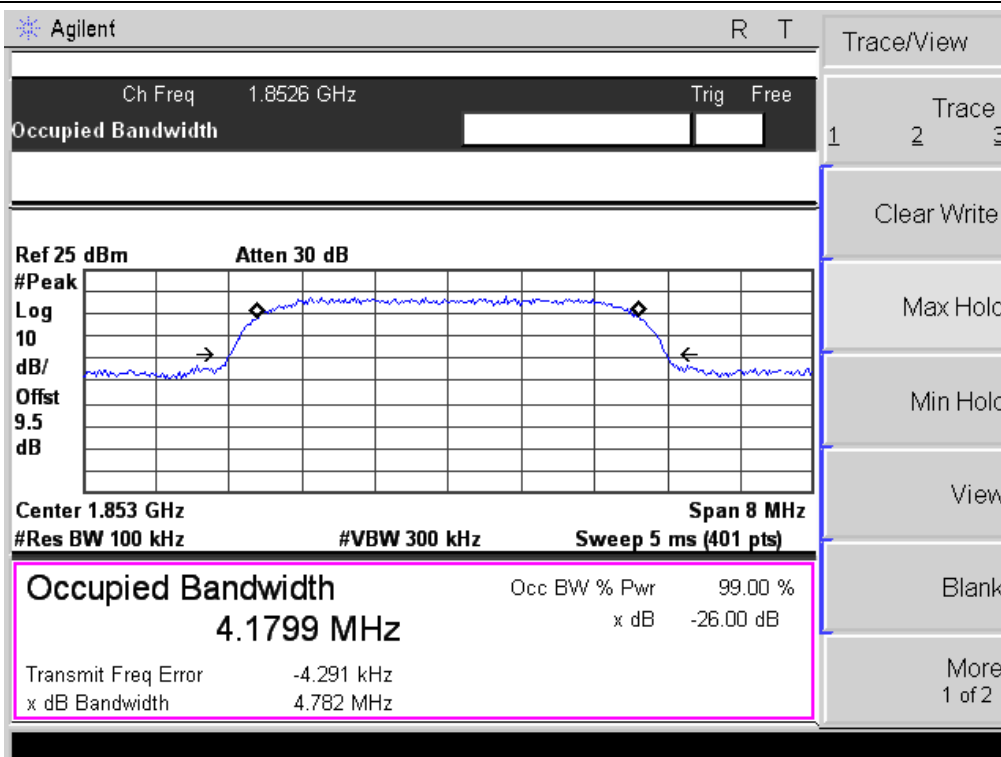 Agilent R T
Trace/View
Ch Freq 1.8526 GHz Trig Free
Occupied Bandwidth
Trace
1 2 3
Clear Write
Max Hold
Min Hold
View
Blank
More
1 of 2
Ref 25 dBm Atten 30 dB
#Peak
Log
10
dB/
Offst
9.5
dB
Center 1.853 GHz Span 8 MHz
#Res BW 100 kHz #VBW 300 kHz Sweep 5 ms (401 pts)
Occupied Bandwidth
4.1799 MHz
Occ BW % Pwr 99.00 %
x dB -26.00 dB
Transmit Freq Error -4.291 kHz
x dB Bandwidth 4.782 MHz